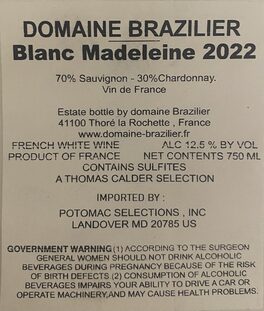 DOMAINE BRAZILIER
Blanc Madeleine 2022
70% Sauvignon - 30%Chardonnay.
Vin de France
Estate bottle by domaine Brazilier
41100 Thoré la Rochette , France
www.domaine-brazilier.fr
FRENCH WHITE WINE ALC 12.5 % BY VOL
PRODUCT OF FRANCE NET CONTENTS 750 ML
CONTAINS SULFITES
A THOMAS CALDER SELECTION
IMPORTED BY :
POTOMAC SELECTIONS , INC
LANDOVER MD 20785 US
GOVERNMENT WARNING (1) ACCORDING TO THE SURGEON
GENERAL WOMEN SHOULD NOT DRINK ALCOHOLIC
BEVERAGES DURING PREGNANCY BECAUSE OF THE RISK
OF BIRTH DEFECTS (2) CONSUMPTION OF ALCOHOLIC
BEVERAGES IMPAIRS YOUR ABILITY TO DRIVE A CAR OR
OPERATE MACHINERY,AND MAY CAUSE HEALTH PROBLEMS.